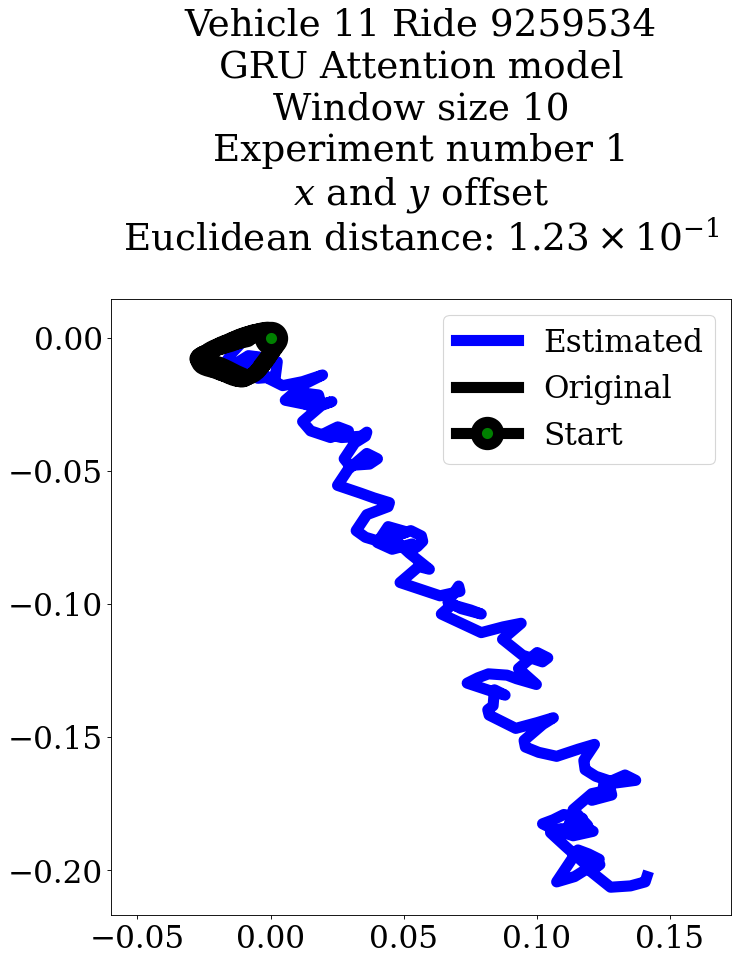 Vehicle 11 Ride 9259534
GRU Attention model
Window size 10
Experiment number 1
x and y offset
Euclidean distance: 1.23 × 10⁻¹
Estimated
Original
Start
0.00
−0.05
−0.10
−0.15
−0.20
−0.05 0.00 0.05 0.10 0.15